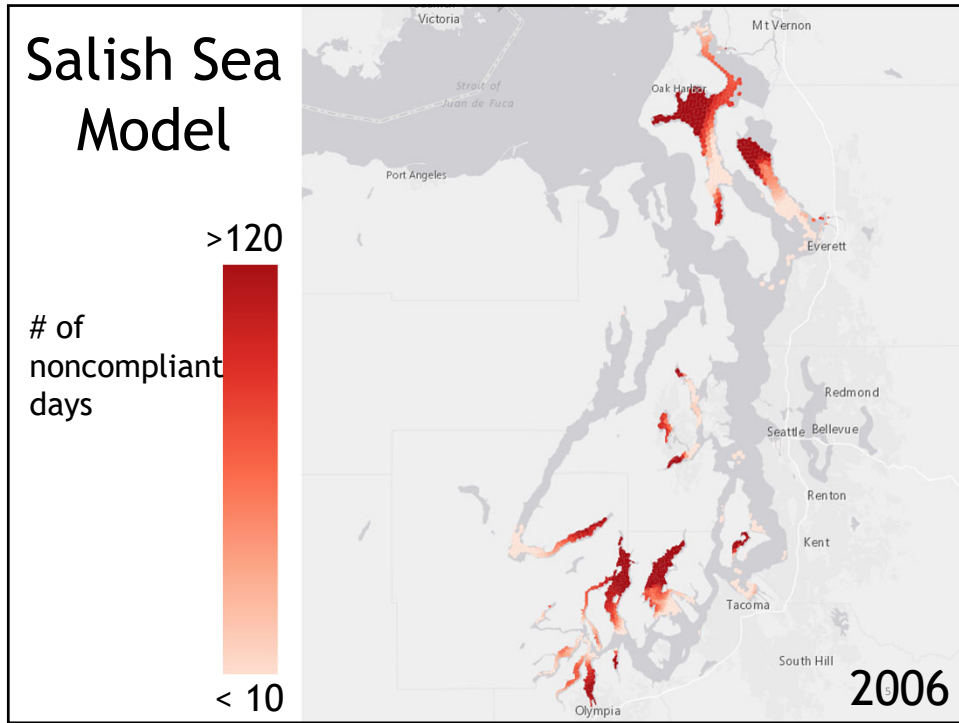 Salish Sea
Model
>120
# of
noncompliant
days
< 10
Victoria
Mt Vernon
Strait of
Juan de Fuca
Oak Harbor
Port Angeles
Everett
Redmond
Seattle
Bellevue
Renton
Kent
Tacoma
South Hill
Olympia
2006
5